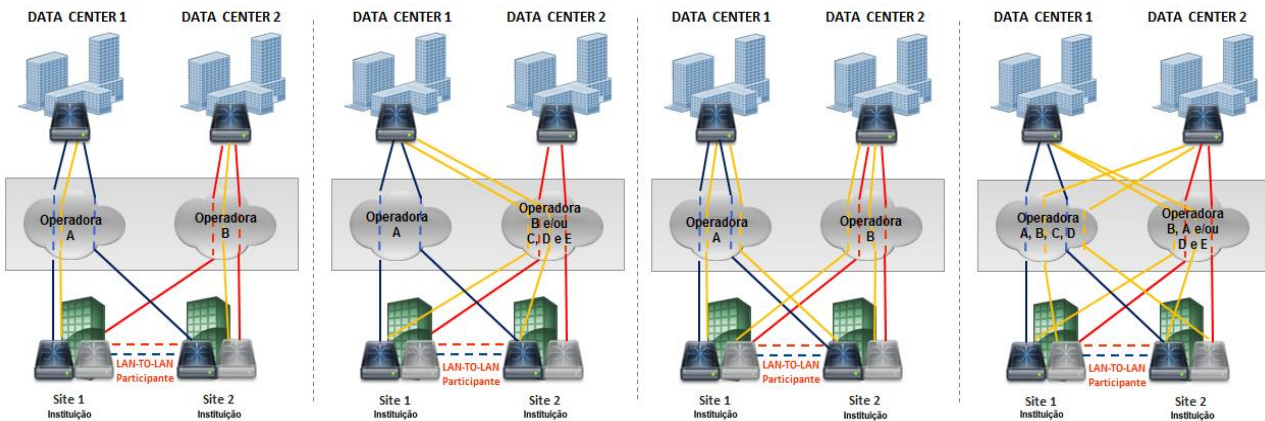 DATA CENTER 1 DATA CENTER 2 DATA CENTER 1 DATA CENTER 2 DATA CENTER 1 DATA CENTER 2 DATA CENTER 1 DATA CENTER 2
Operadora
A
Operadora
B
Operadora
A
Operadora
B e/ou
C, D e E
Operadora
A
Operadora
B
Operadora
A, B, C, D
Operadora
B, A e/ou
D e E
LAN-TO-LAN
Participante
LAN-TO-LAN
Participante
LAN-TO-LAN
Participante
LAN-TO-LAN
Participante
Site 1 Site 2 Site 1 Site 2 Site 1 Site 2 Site 1 Site 2
Instituição Instituição Instituição Instituição Instituição Instituição Instituição Instituição